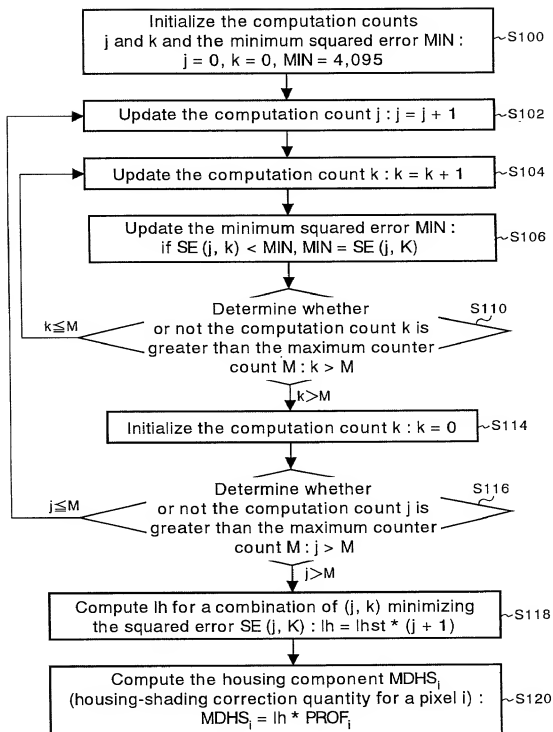 Initialize the computation counts
j and k and the minimum squared error MIN :
j = 0, k = 0, MIN = 4,095
S100
Update the computation count j : j = j + 1
S102
Update the computation count k : k = k + 1
S104
Update the minimum squared error MIN :
if SE (j, k) < MIN, MIN = SE (j, K)
S106
Determine whether
or not the computation count k is
greater than the maximum counter
count M : k > M
S110
k≦M
k>M
Initialize the computation count k : k = 0
S114
Determine whether
or not the computation count j is
greater than the maximum counter
count M : j > M
S116
j≦M
j>M
Compute Ih for a combination of (j, k) minimizing
the squared error SE (j, K) : Ih = Ihst * (j + 1)
S118
Compute the housing component MDHSi
(housing-shading correction quantity for a pixel i) :
MDHSi = Ih * PROFi
S120